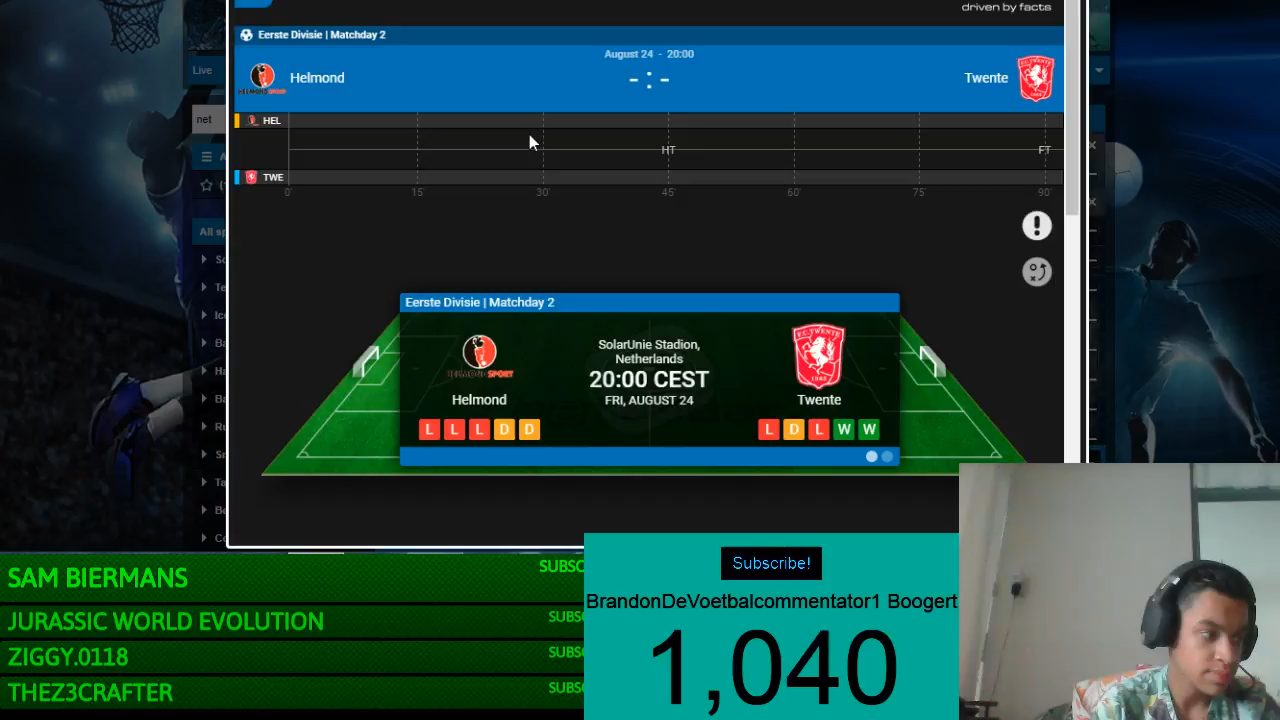 driven by facts
Eerste Divisie | Matchday 2
August 24 - 20:00
Live
Helmond
- : -
Twente
net
HEL
HT
FT
TWE
0' 15' 30' 45' 60' 75' 90'
All sp
Eerste Divisie | Matchday 2
SolarUnie Stadion,
Netherlands
20:00 CEST
FRI, AUGUST 24
Helmond
Twente
L L L D D
L D L W W
SAM BIERMANS
SUBSC
JURASSIC WORLD EVOLUTION
SUBS
ZIGGY.0118
SUBS
THEZ3CRAFTER
SUBS
Subscribe!
BrandonDeVoetbalcommentator1 Boogert
1,040